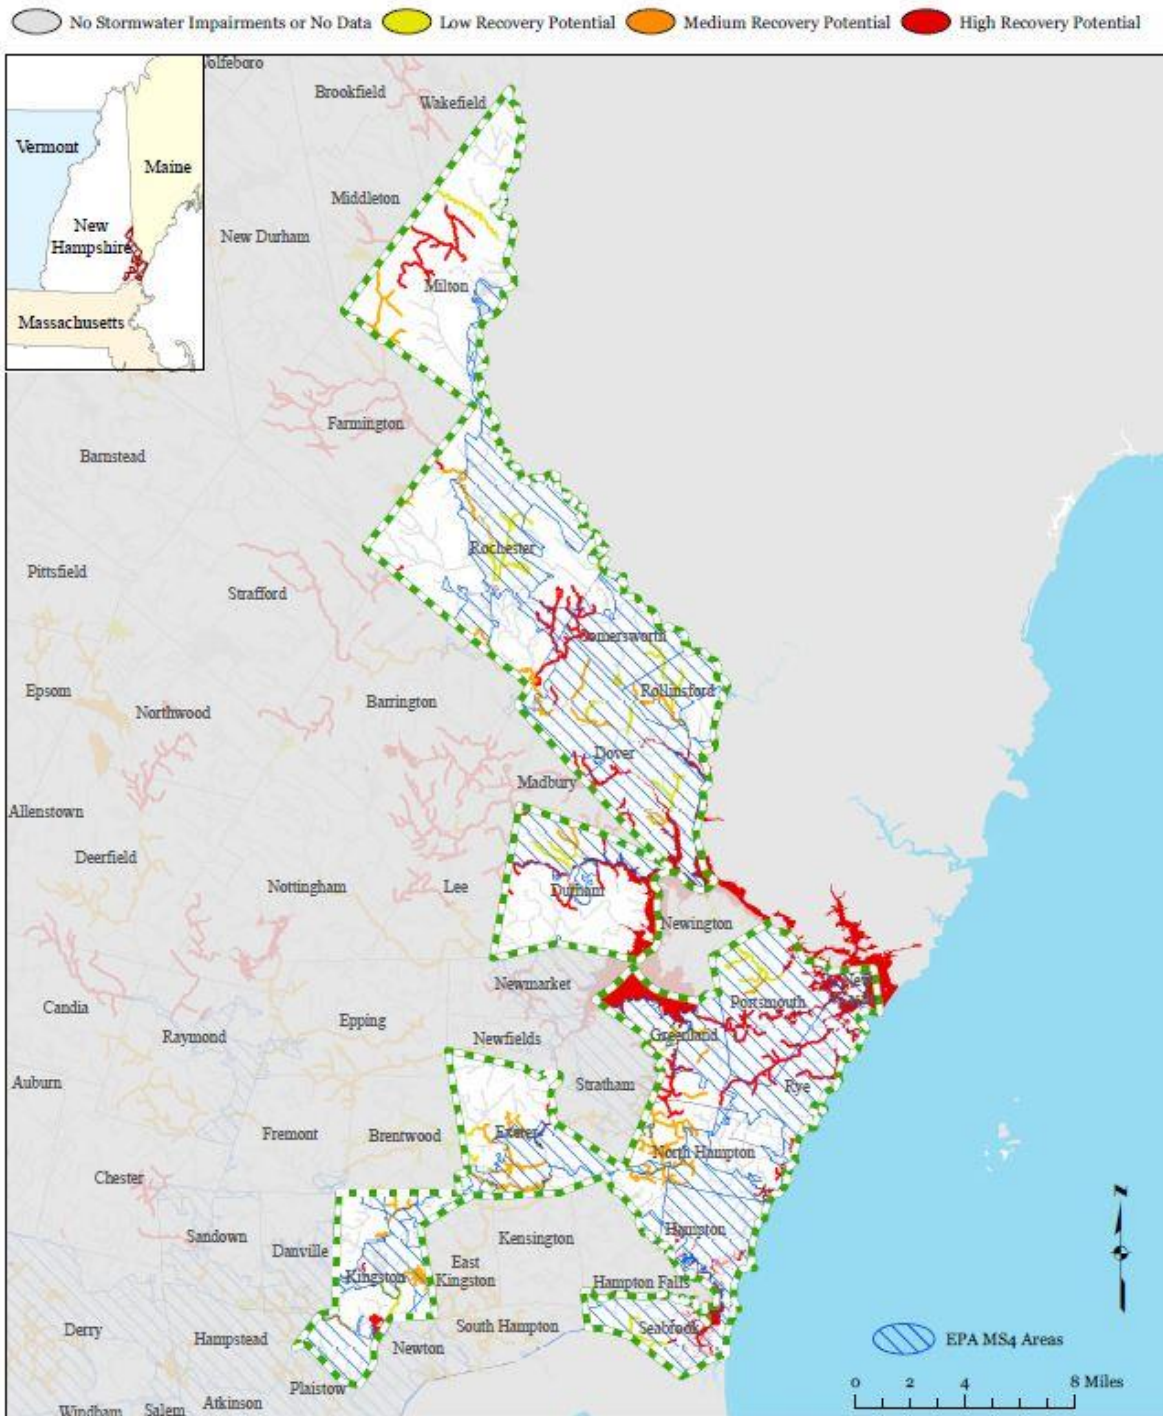 No Stormwater Impairments or No Data Low Recovery Potential Medium Recovery Potential High Recovery Potential
Brookfield
Wakefield
Vermont
Maine
Middleton
New
Hampshire
New Durham
Milton
Massachusetts
Farmington
Barnstead
Rochester
Pittsfield
Strafford
Rollinsford
Epsom
Northwood
Barrington
Dover
Madbury
Allenstown
Deerfield
Nottingham
Lee
Durham
Newington
Newmarket
Portsmouth
New
Candia
Epping
Raymond
Newfields
Greenland
Auburn
Stratham
Rye
Fremont
Brentwood
Exeter
North Hampton
Chester
Hampton
Sandown
Danville
Kensington
East
Kingston
Kingston
Hampton Falls
Derry
Hampstead
South Hampton
Seabrook
Newton
EPA MS4 Areas
Plaistow
0 2 4 8 Miles
Atkinson
Salem
Windham
N